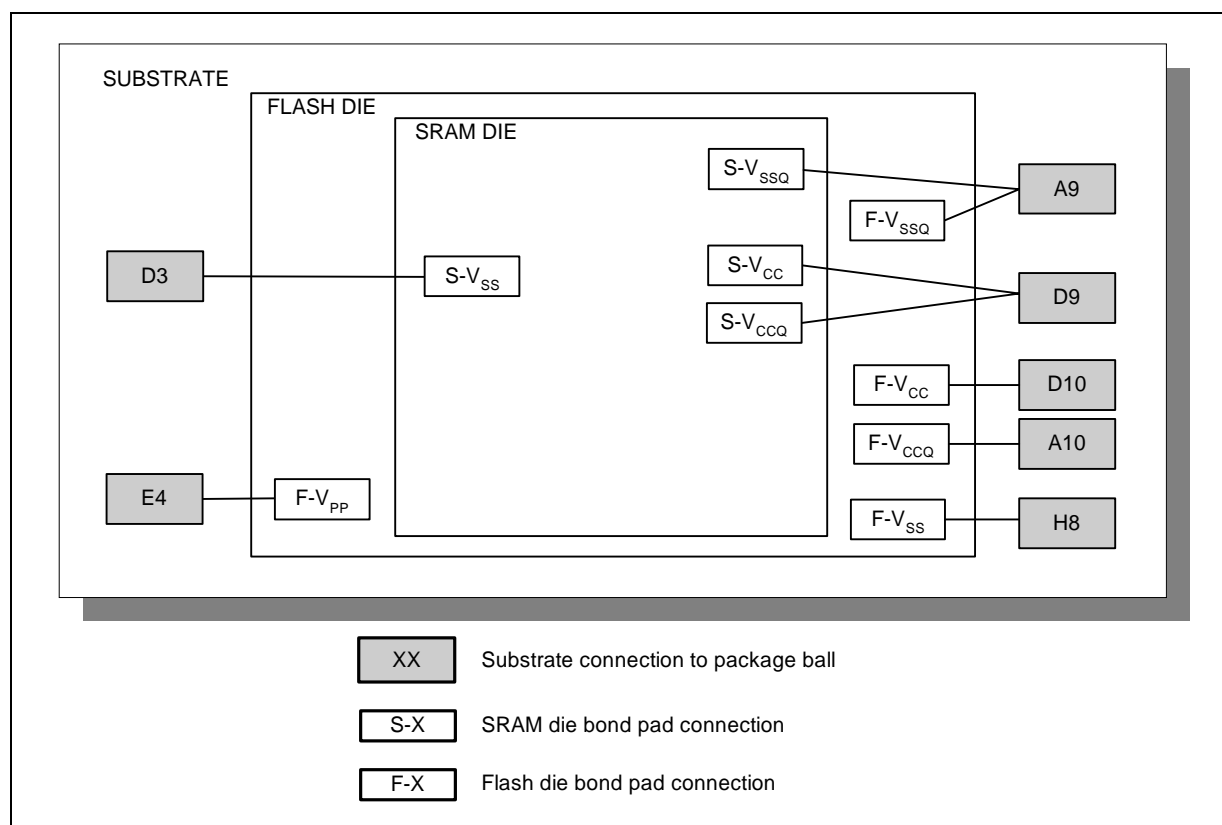 SUBSTRATE
FLASH DIE
SRAM DIE
S-VSSQ
A9
F-VSSQ
D3
S-VSS
S-VCC
D9
S-VCCQ
F-VCC
D10
F-VCCQ
A10
E4
F-VPP
F-VSS
H8
XX Substrate connection to package ball
S-X SRAM die bond pad connection
F-X Flash die bond pad connection